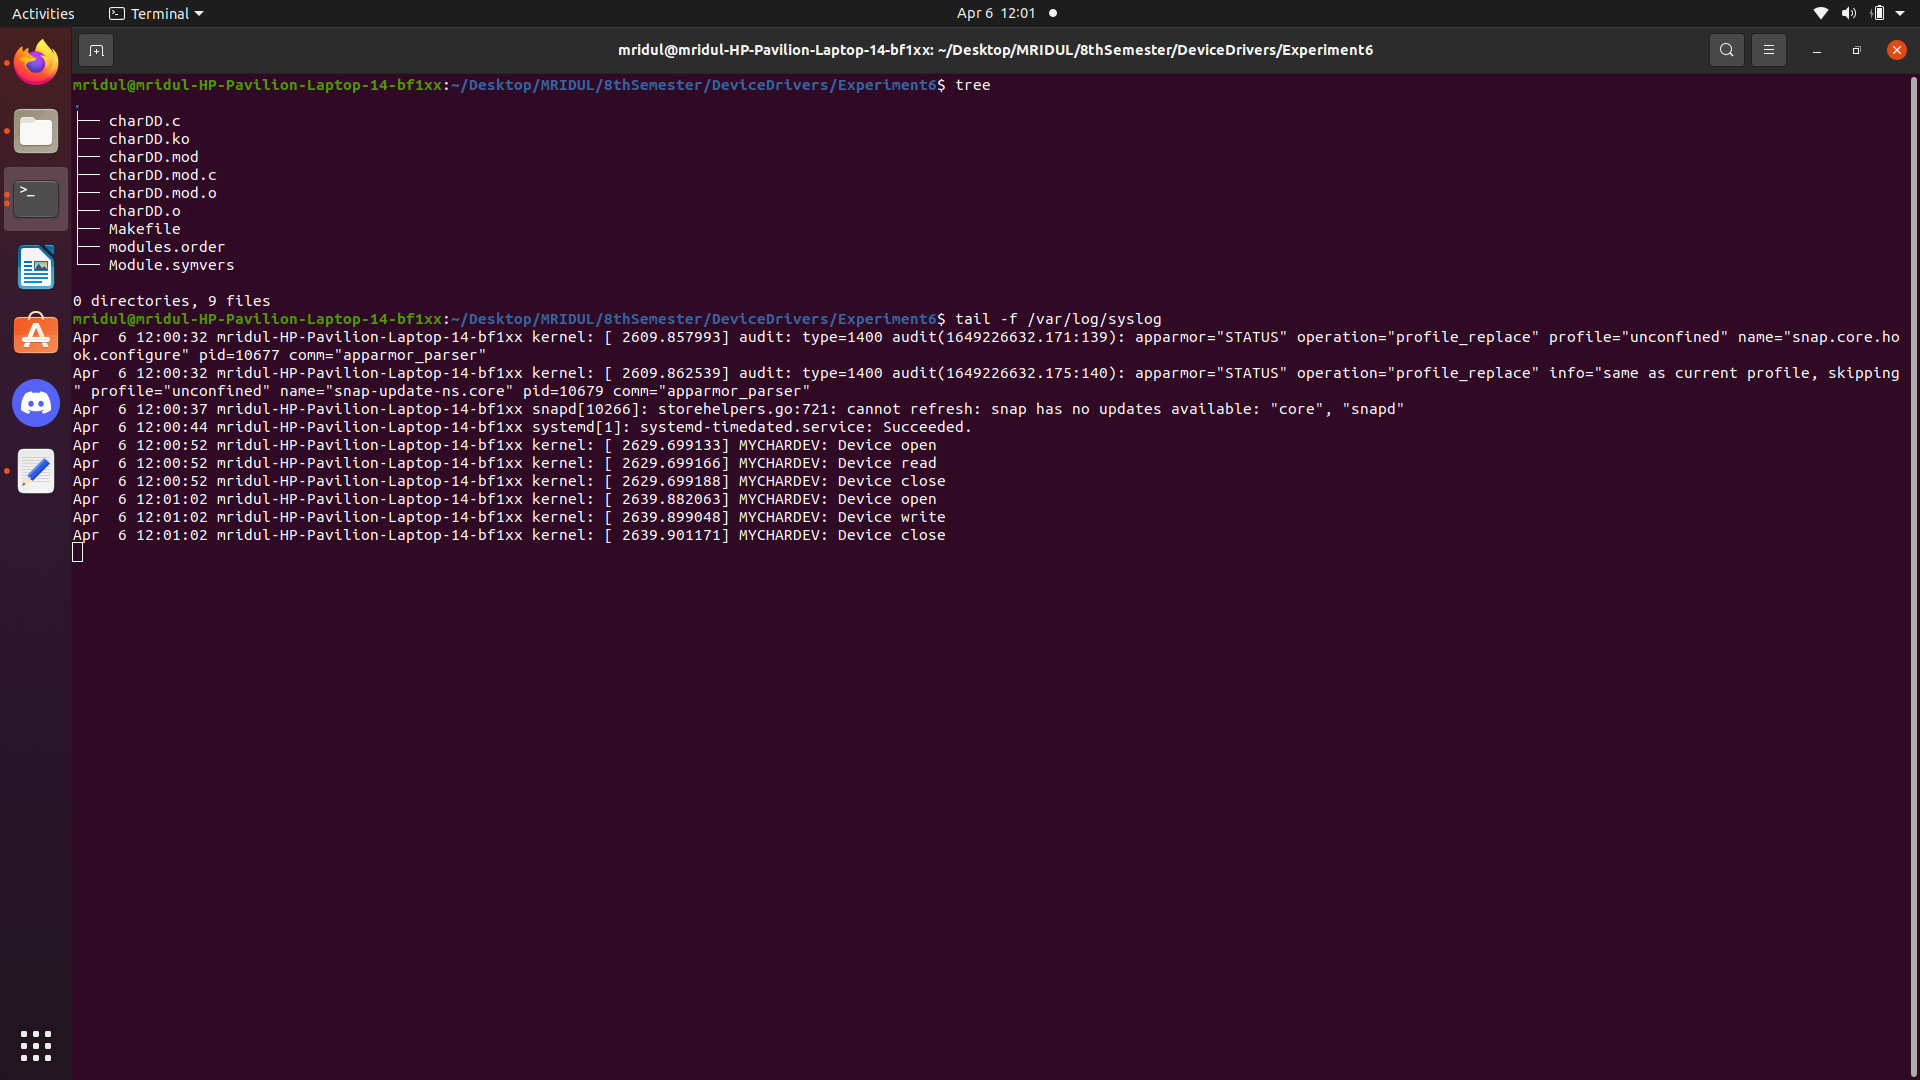 Activities Terminal Apr 6 12:01
mridul@mridul-HP-Pavilion-Laptop-14-bf1xx: ~/Desktop/MRIDUL/8thSemester/DeviceDrivers/Experiment6
mridul@mridul-HP-Pavilion-Laptop-14-bf1xx:~/Desktop/MRIDUL/8thSemester/DeviceDrivers/Experiment6$ tree
.
├── charDD.c
├── charDD.ko
├── charDD.mod
├── charDD.mod.c
├── charDD.mod.o
├── charDD.o
├── Makefile
├── modules.order
└── Module.symvers
0 directories, 9 files
mridul@mridul-HP-Pavilion-Laptop-14-bf1xx:~/Desktop/MRIDUL/8thSemester/DeviceDrivers/Experiment6$ tail -f /var/log/syslog
Apr  6 12:00:32 mridul-HP-Pavilion-Laptop-14-bf1xx kernel: [ 2609.857993] audit: type=1400 audit(1649226632.171:139): apparmor="STATUS" operation="profile_replace" profile="unconfined" name="snap.core.ho
ok.configure" pid=10677 comm="apparmor_parser"
Apr  6 12:00:32 mridul-HP-Pavilion-Laptop-14-bf1xx kernel: [ 2609.862539] audit: type=1400 audit(1649226632.175:140): apparmor="STATUS" operation="profile_replace" info="same as current profile, skipping
" profile="unconfined" name="snap-update-ns.core" pid=10679 comm="apparmor_parser"
Apr  6 12:00:37 mridul-HP-Pavilion-Laptop-14-bf1xx snapd[10266]: storehelpers.go:721: cannot refresh: snap has no updates available: "core", "snapd"
Apr  6 12:00:44 mridul-HP-Pavilion-Laptop-14-bf1xx systemd[1]: systemd-timedated.service: Succeeded.
Apr  6 12:00:52 mridul-HP-Pavilion-Laptop-14-bf1xx kernel: [ 2629.699133] MYCHARDEV: Device open
Apr  6 12:00:52 mridul-HP-Pavilion-Laptop-14-bf1xx kernel: [ 2629.699166] MYCHARDEV: Device read
Apr  6 12:00:52 mridul-HP-Pavilion-Laptop-14-bf1xx kernel: [ 2629.699188] MYCHARDEV: Device close
Apr  6 12:01:02 mridul-HP-Pavilion-Laptop-14-bf1xx kernel: [ 2639.882063] MYCHARDEV: Device open
Apr  6 12:01:02 mridul-HP-Pavilion-Laptop-14-bf1xx kernel: [ 2639.899048] MYCHARDEV: Device write
Apr  6 12:01:02 mridul-HP-Pavilion-Laptop-14-bf1xx kernel: [ 2639.901171] MYCHARDEV: Device close